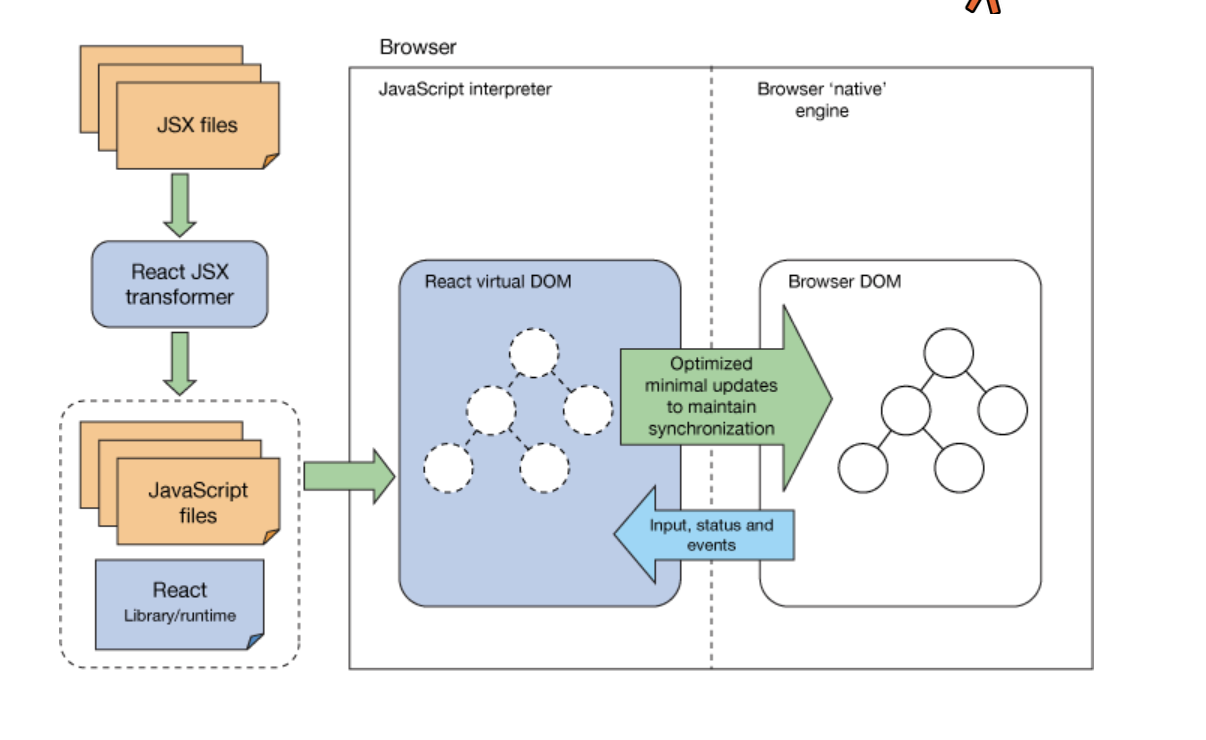 Browser
JavaScript interpreter
Browser ‘native’
engine
JSX files
React JSX
transformer
JavaScript
files
React
Library/runtime
React virtual DOM
Optimized
minimal updates
to maintain
synchronization
Input, status and
events
Browser DOM